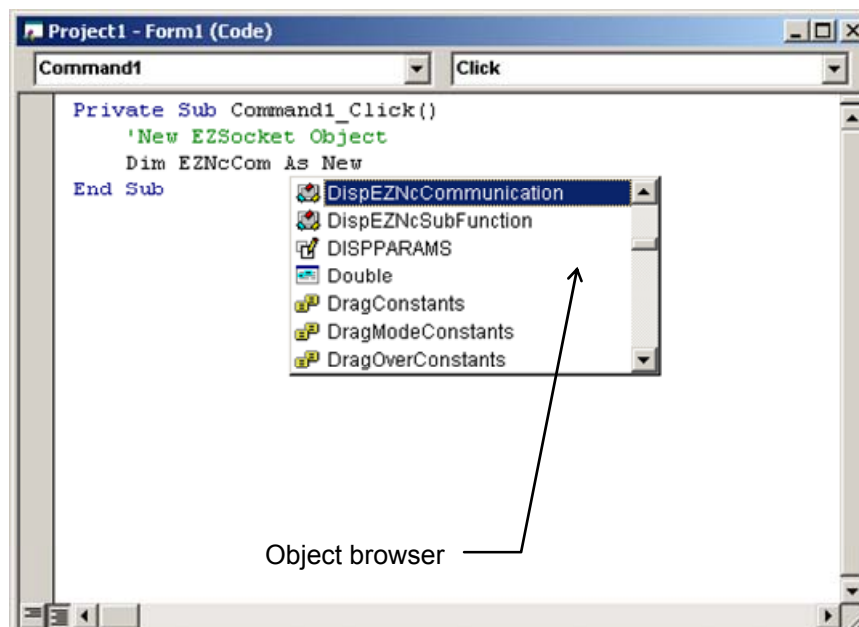 Project1 - Form1 (Code)
Command1
Click
Private Sub Command1_Click()
'New EZSocket Object
Dim EZNcCom As New
End Sub
DispEZNcCommunication
DispEZNcSubFunction
DISPPARAMS
Double
DragConstants
DragModeConstants
DragOverConstants
Object browser